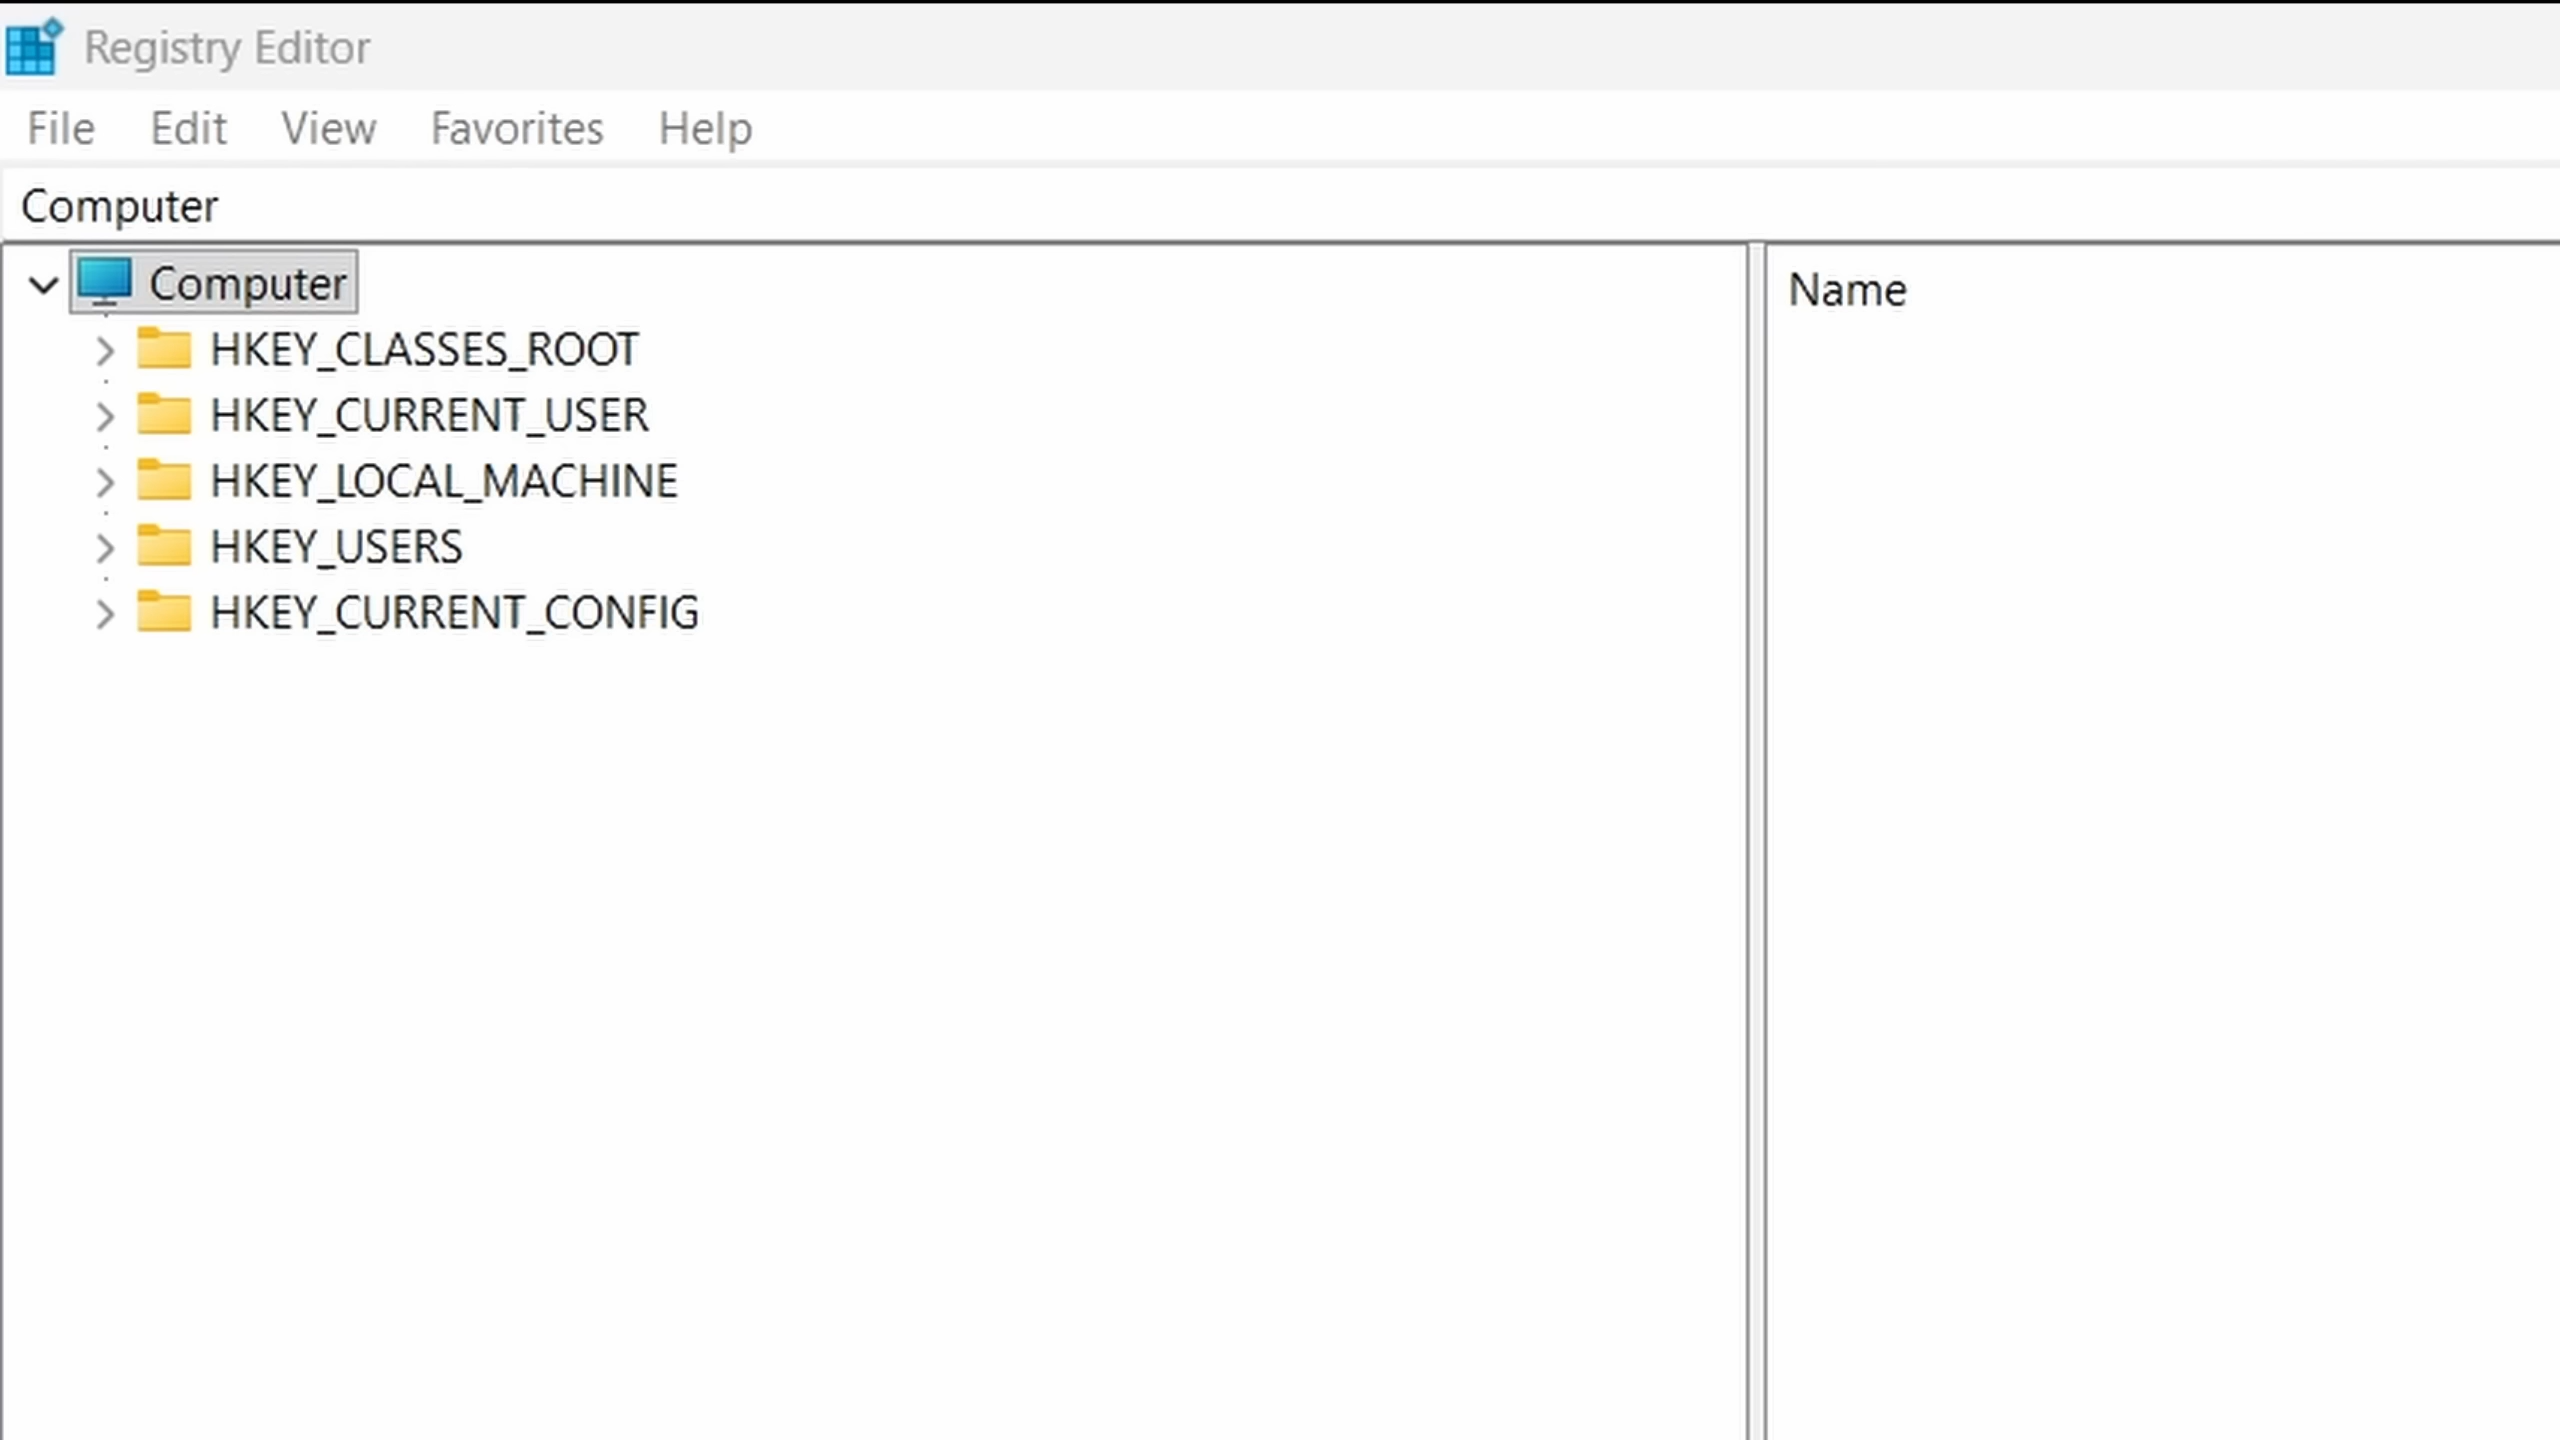 Registry Editor
File Edit View Favorites Help
Computer
Computer
Name
HKEY_CLASSES_ROOT
HKEY_CURRENT_USER
HKEY_LOCAL_MACHINE
HKEY_USERS
HKEY_CURRENT_CONFIG